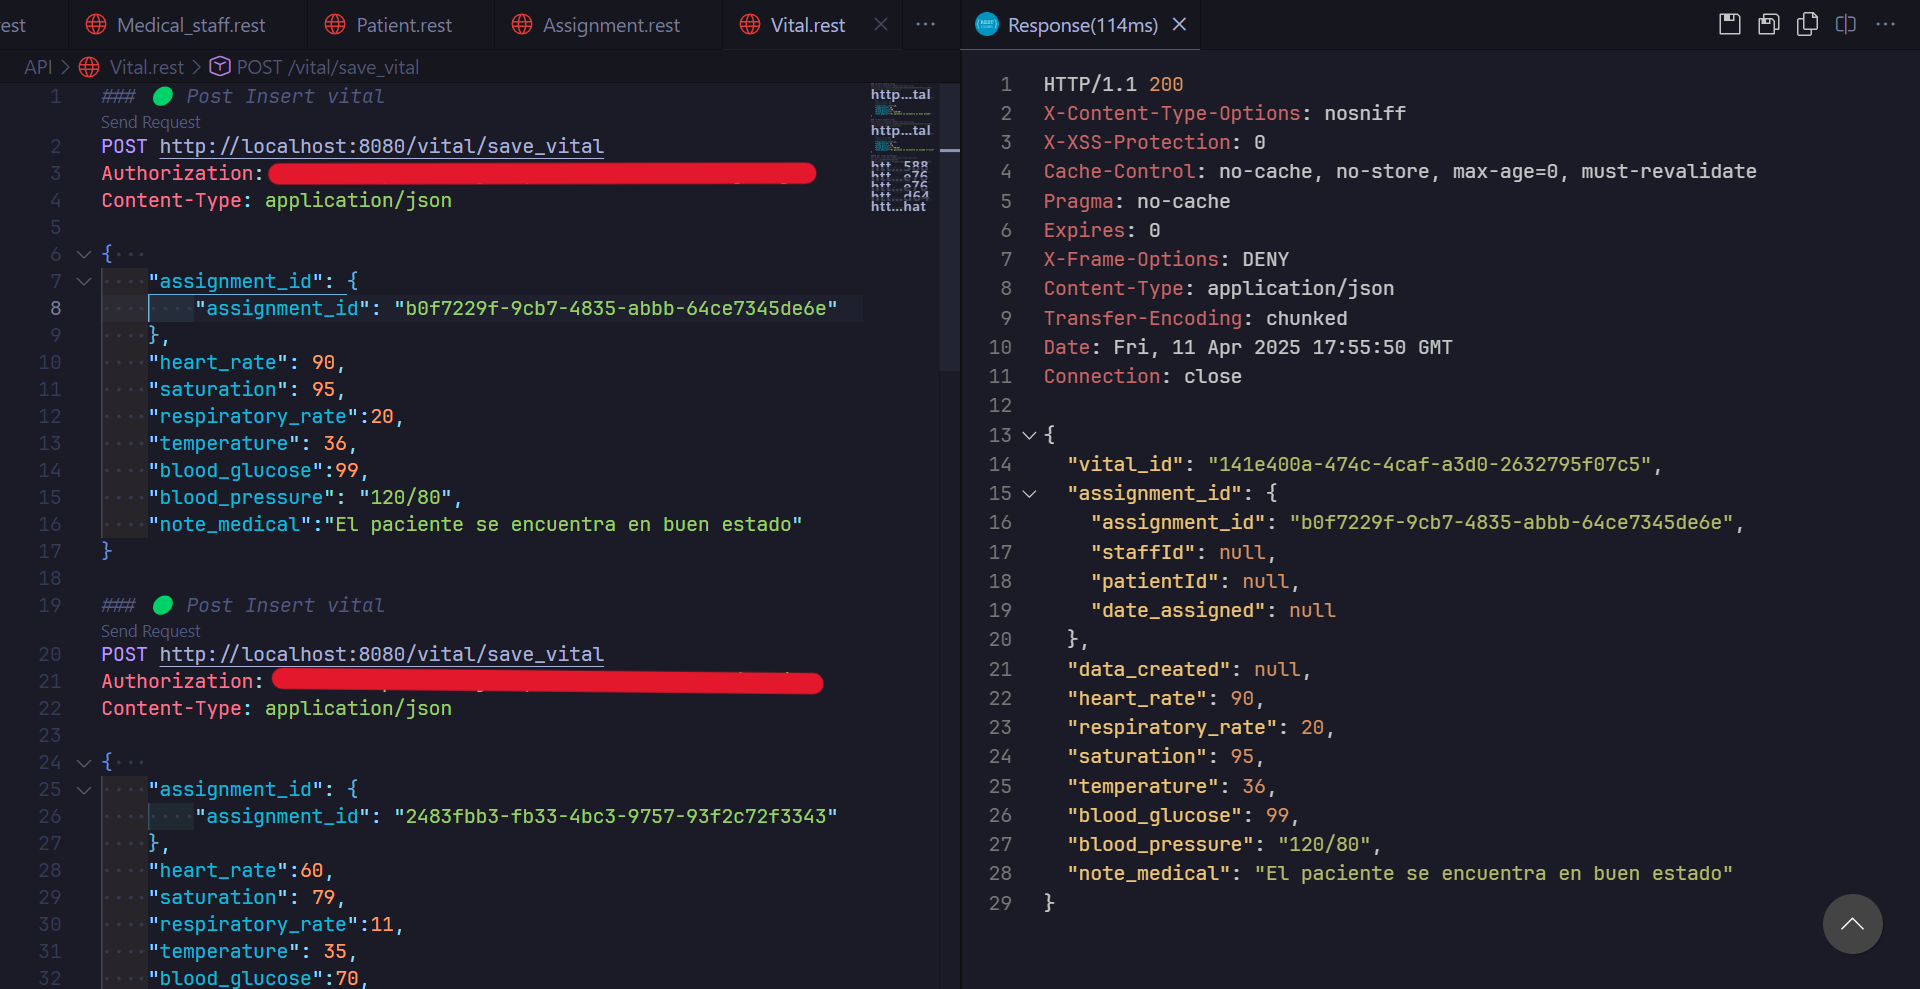 est
Medical_staff.rest
Patient.rest
Assignment.rest
Vital.rest
···
API > Vital.rest > POST /vital/save_vital
1 ### Post Insert vital
Send Request
2 POST http://localhost:8080/vital/save_vital
3 Authorization:
4 Content-Type: application/json
5
6 {···
7 "assignment_id": {
8 "assignment_id": "b0f7229f-9cb7-4835-abbb-64ce7345de6e"
9 },
10 "heart_rate": 90,
11 "saturation": 95,
12 "respiratory_rate":20,
13 "temperature": 36,
14 "blood_glucose":99,
15 "blood_pressure": "120/80",
16 "note_medical":"El paciente se encuentra en buen estado"
17 }
18
19 ### Post Insert vital
Send Request
20 POST http://localhost:8080/vital/save_vital
21 Authorization:
22 Content-Type: application/json
23
24 {···
25 "assignment_id": {
26 "assignment_id": "2483fbb3-fb33-4bc3-9757-93f2c72f3343"
27 },
28 "heart_rate":60,
29 "saturation": 79,
30 "respiratory_rate":11,
31 "temperature": 35,
32 "blood_glucose":70,
http…tal
http…tal
htt…hat
Response(114ms)
···
1 HTTP/1.1 200
2 X-Content-Type-Options: nosniff
3 X-XSS-Protection: 0
4 Cache-Control: no-cache, no-store, max-age=0, must-revalidate
5 Pragma: no-cache
6 Expires: 0
7 X-Frame-Options: DENY
8 Content-Type: application/json
9 Transfer-Encoding: chunked
10 Date: Fri, 11 Apr 2025 17:55:50 GMT
11 Connection: close
12
13 {
14 "vital_id": "141e400a-474c-4caf-a3d0-2632795f07c5",
15 "assignment_id": {
16 "assignment_id": "b0f7229f-9cb7-4835-abbb-64ce7345de6e",
17 "staffId": null,
18 "patientId": null,
19 "date_assigned": null
20 },
21 "data_created": null,
22 "heart_rate": 90,
23 "respiratory_rate": 20,
24 "saturation": 95,
25 "temperature": 36,
26 "blood_glucose": 99,
27 "blood_pressure": "120/80",
28 "note_medical": "El paciente se encuentra en buen estado"
29 }